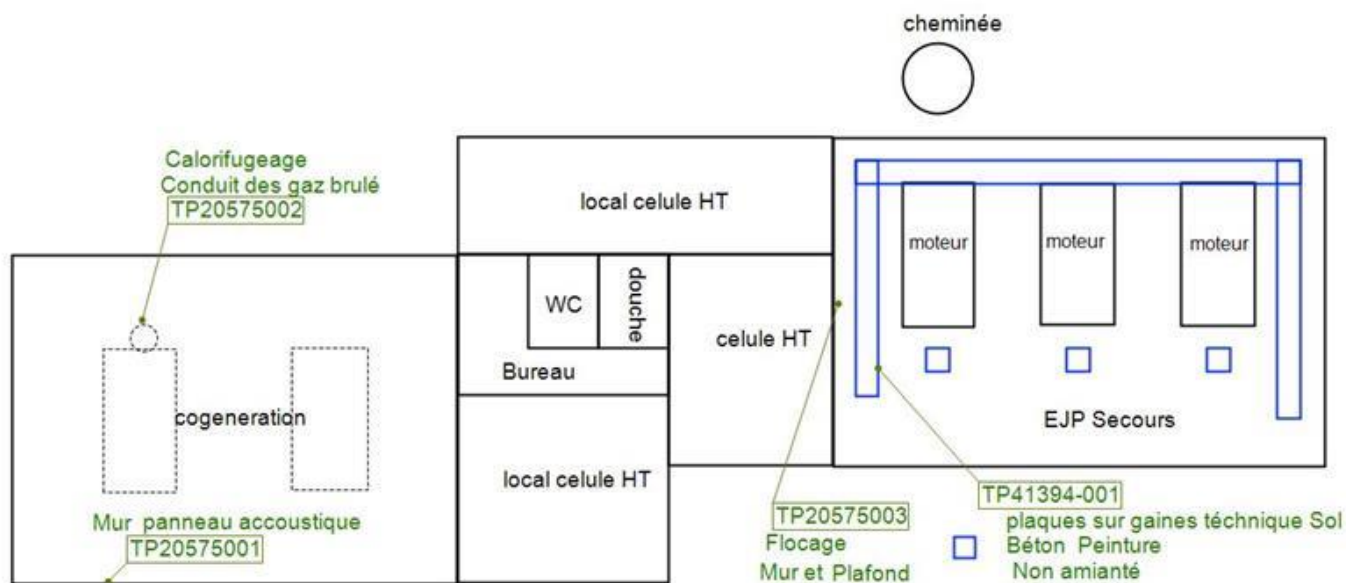 cheminée
Calorifugeage
Conduit des gaz brulé
TP20575002
local celule HT
moteur
moteur
moteur
WC
douche
celule HT
Bureau
cogeneration
EJP Secours
local celule HT
Mur panneau accoustique
TP20575001
TP20575003
Flocage
Mur et Plafond
TP41394-001
plaques sur gaines téchnique Sol
Béton Peinture
Non amianté